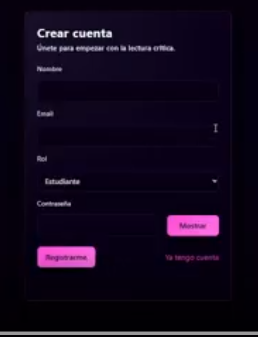 Crear cuenta
Únete para empezar con la lectura crítica.
Nombre
Email
Rol
Estudiante
Contraseña
Mostrar
Registrarme
Ya tengo cuenta